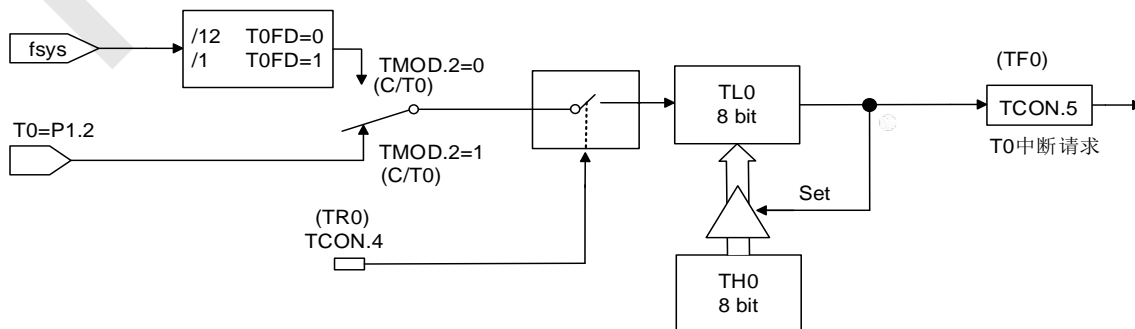 fsys
/12 T0FD=0
/1 T0FD=1
TMOD.2=0
(C/T0)
T0=P1.2
TMOD.2=1
(C/T0)
(TR0)
TCON.4
TL0
8 bit
Set
TH0
8 bit
(TF0)
TCON.5
T0中断请求